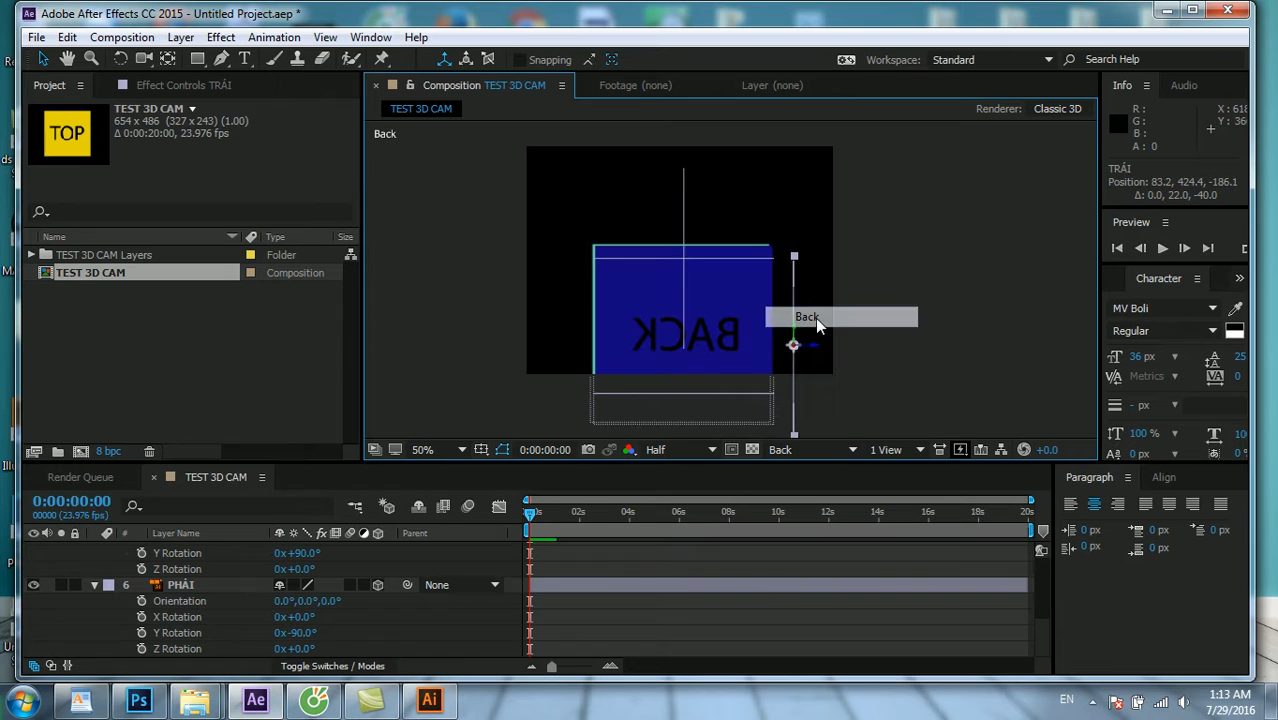 Adobe After Effects CC 2015 - Untitled Project.aep *
File Edit Composition Layer Effect Animation View Window Help
Snapping
Workspace: Standard
Search Help
Project
Effect Controls TRÁI
TEST 3D CAM
654 x 486 (327 x 243) (1.00)
Δ 0:00:20:00, 23.976 fps
TOP
Name Type Size
TEST 3D CAM Layers Folder
TEST 3D CAM Composition
8 bpc
Composition TEST 3D CAM
Footage (none)
Layer (none)
TEST 3D CAM
Renderer: Classic 3D
Back
BACK
Back
50% 0:00:00:00 Half Back 1 View +0.0
Info Audio
R : X : 618
G : Y : 36
B :
A : 0
TRÁI
Position: 83.2, 424.4, -186.1
Δ: 0.0, 22.0, -40.0
Preview
Character
MV Boli
Regular
36 px 25
Metrics 0
- px
100 % 10
0 px 0
Paragraph Align
0 px 0 px 0 px
0 px 0 px
Render Queue TEST 3D CAM
0:00:00:00
00000 (23.976 fps)
# Layer Name Parent
02s 04s 06s 08s 10s 12s 14s 16s 18s 20s
Y Rotation 0x+90.0°
Z Rotation 0x+0.0°
6 PHẢI None
Orientation 0.0°,0.0°,0.0°
X Rotation 0x+0.0°
Y Rotation 0x-90.0°
Z Rotation 0x+0.0°
Toggle Switches / Modes
Ps Ae Ai
EN
1:13 AM
7/29/2016